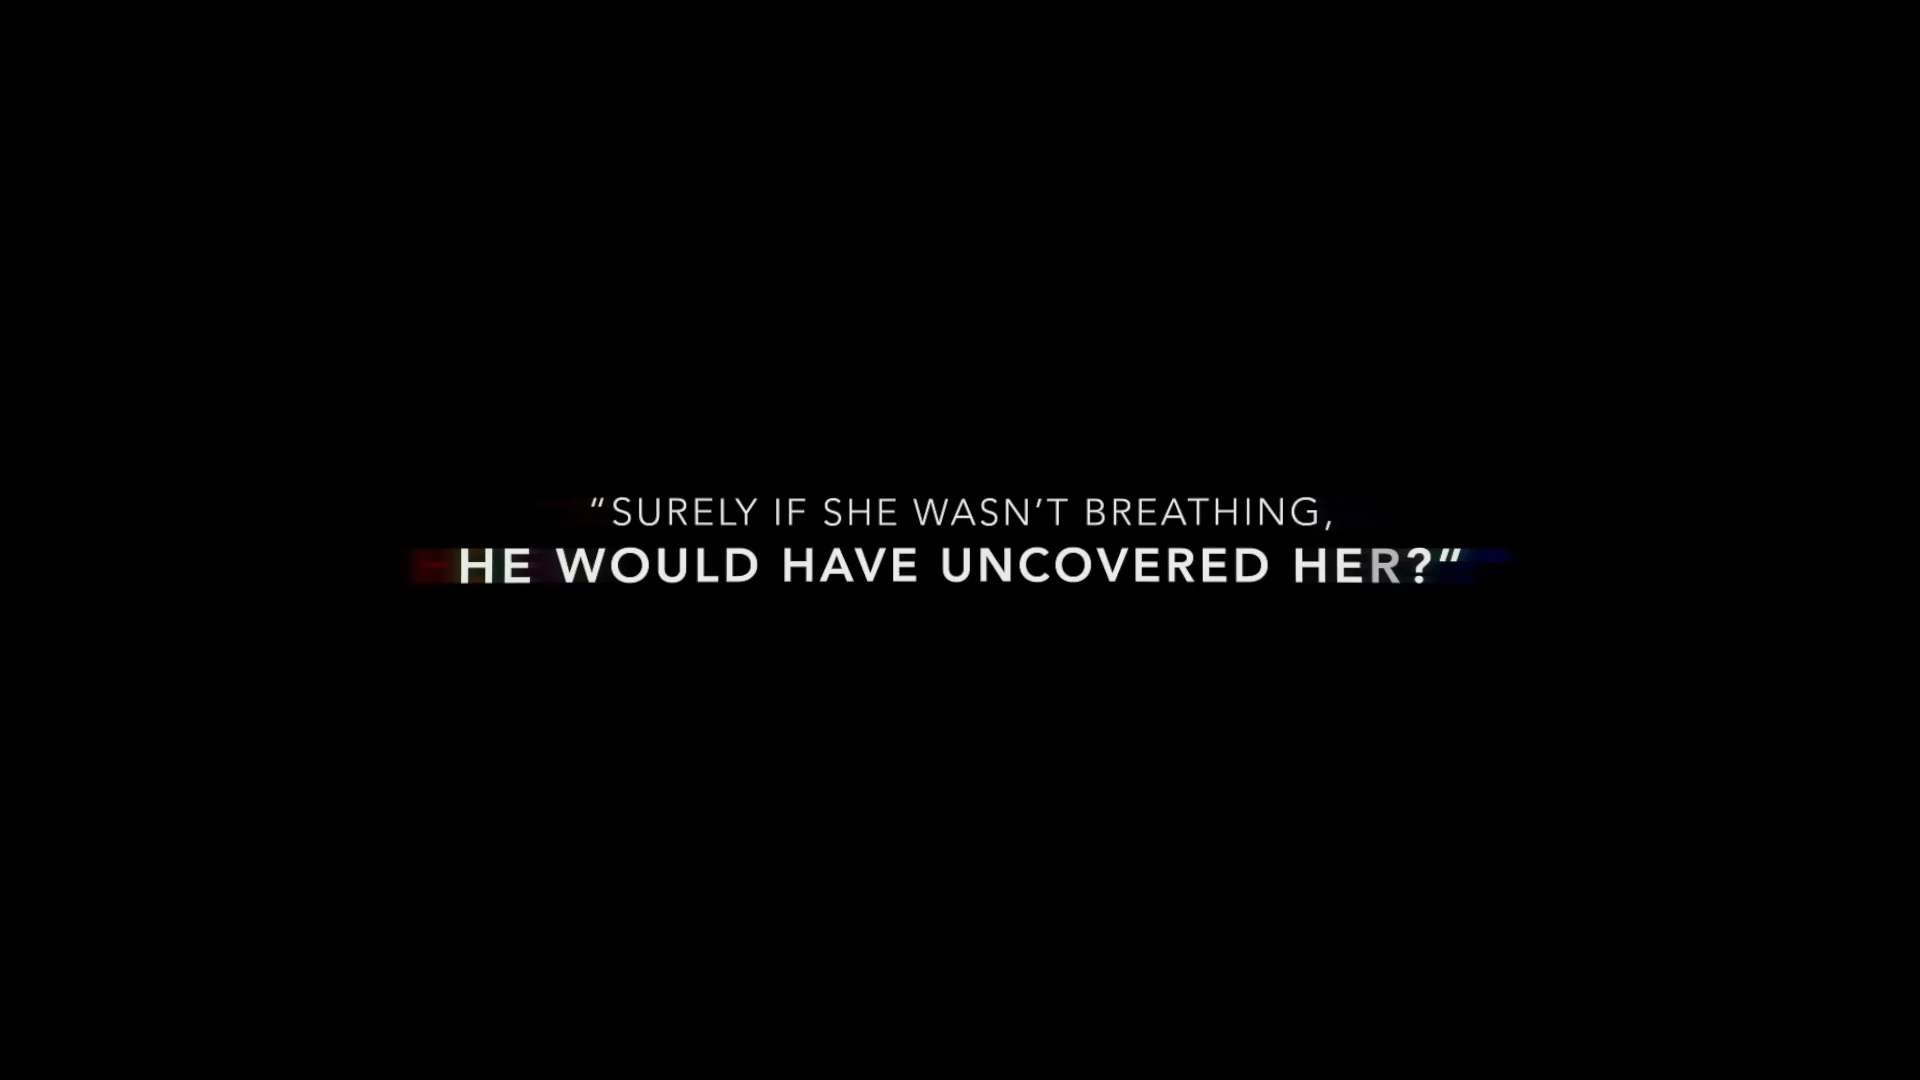 “SURELY IF SHE WASN’T BREATHING,
HE WOULD HAVE UNCOVERED HER?”